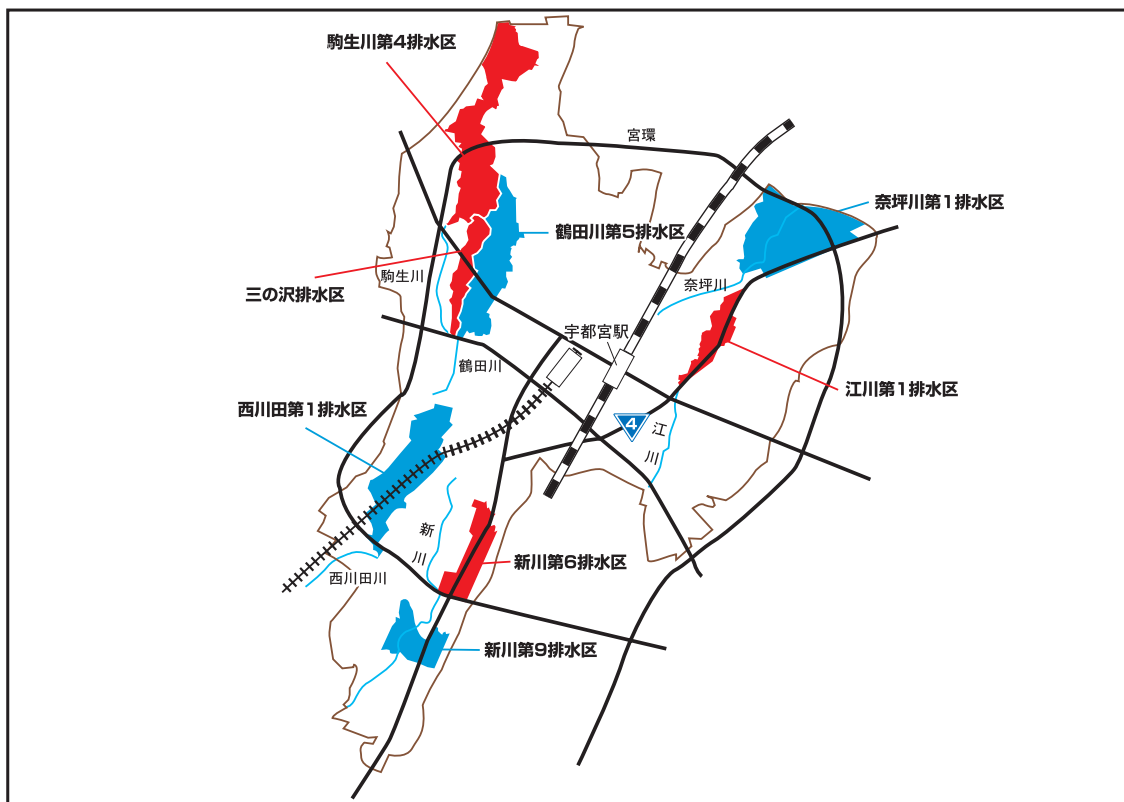 駒生川第4排水区
宮環
奈坪川第1排水区
鶴田川第5排水区
駒生川
奈坪川
三の沢排水区
宇都宮駅
鶴田川
江川第1排水区
西川田第1排水区
4
江川
新川
新川第6排水区
西川田川
新川第9排水区